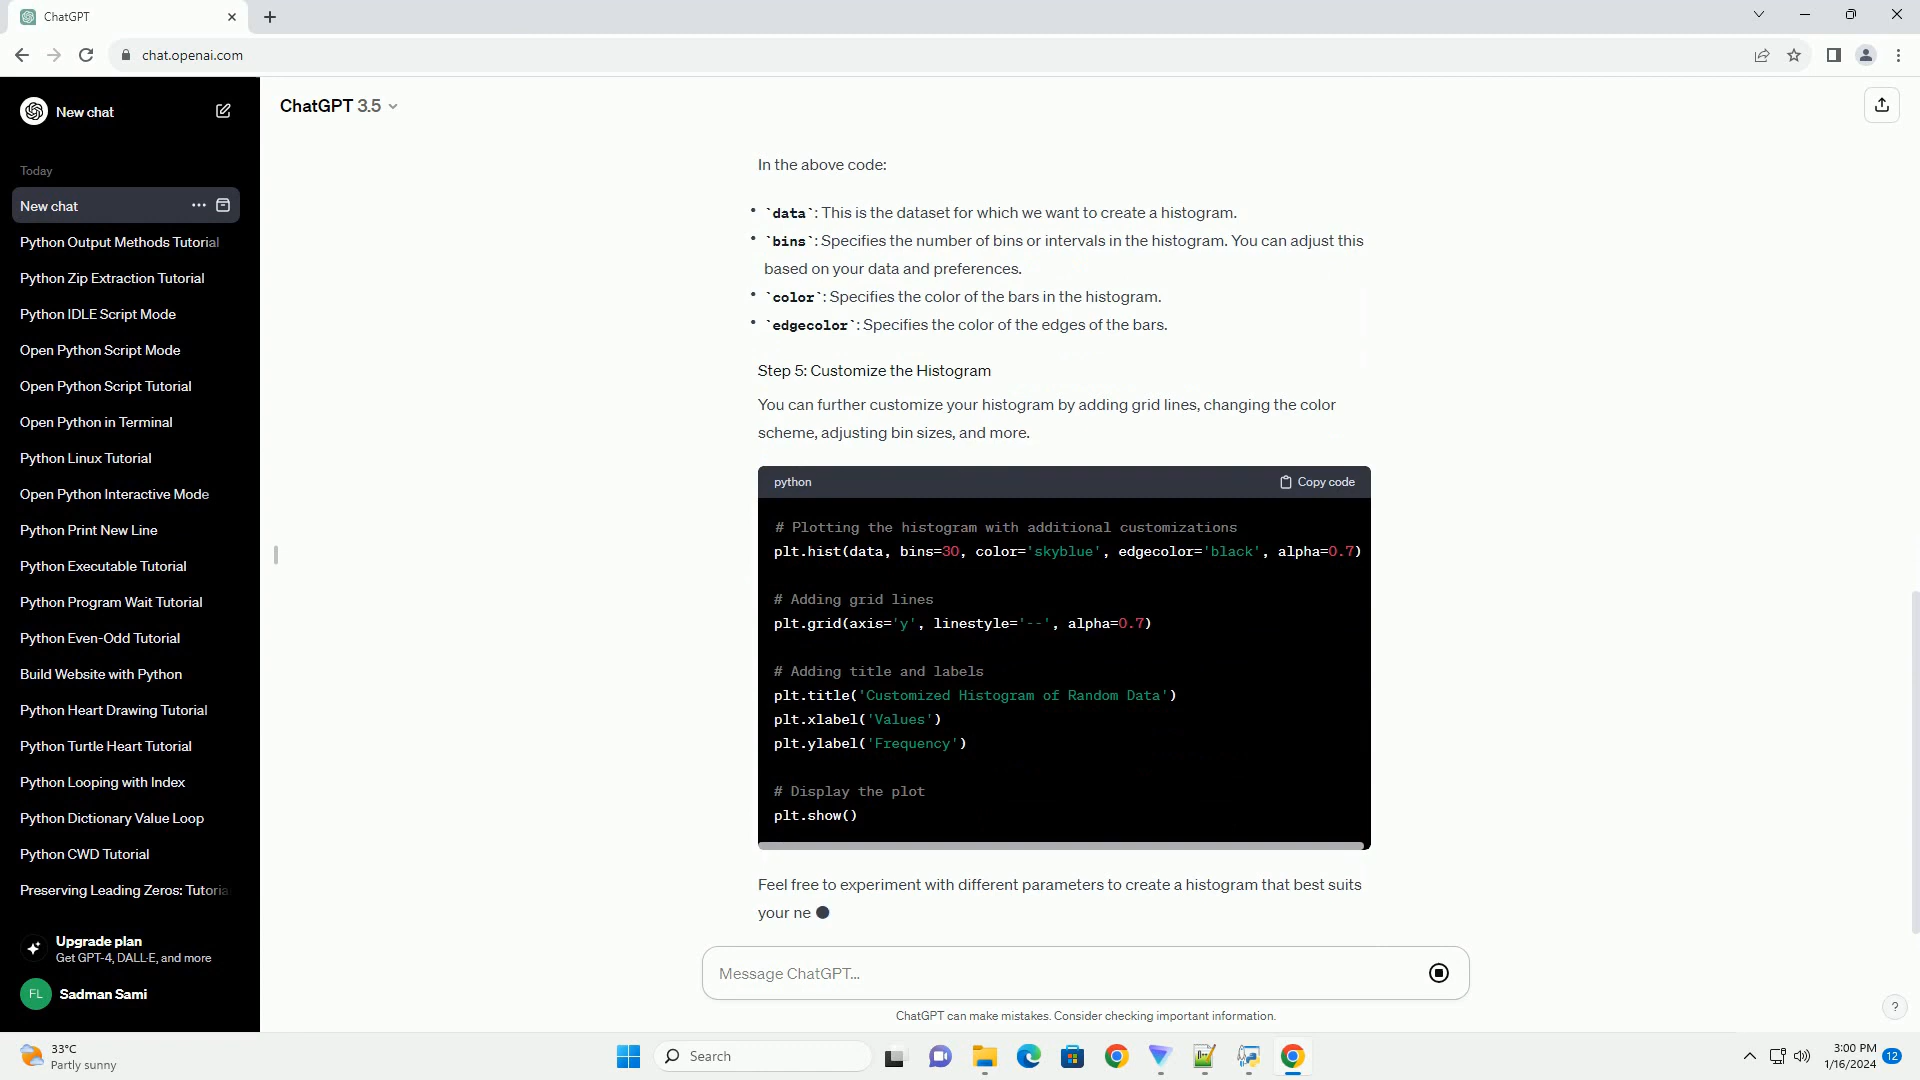 ChatGPT
chat.openai.com
New chat
ChatGPT 3.5
Today
New chat
Python Output Methods Tutorial
Python Zip Extraction Tutorial
Python IDLE Script Mode
Open Python Script Mode
Open Python Script Tutorial
Open Python in Terminal
Python Linux Tutorial
Open Python Interactive Mode
Python Print New Line
Python Executable Tutorial
Python Program Wait Tutorial
Python Even-Odd Tutorial
Build Website with Python
Python Heart Drawing Tutorial
Python Turtle Heart Tutorial
Python Looping with Index
Python Dictionary Value Loop
Python CWD Tutorial
Preserving Leading Zeros: Tutoria
Upgrade plan
Get GPT-4, DALL·E, and more
FL
Sadman Sami
In the above code:
• `data`: This is the dataset for which we want to create a histogram.
• `bins`: Specifies the number of bins or intervals in the histogram. You can adjust this
based on your data and preferences.
• `color`: Specifies the color of the bars in the histogram.
• `edgecolor`: Specifies the color of the edges of the bars.
Step 5: Customize the Histogram
You can further customize your histogram by adding grid lines, changing the color
scheme, adjusting bin sizes, and more.
python
Copy code
# Plotting the histogram with additional customizations
plt.hist(data, bins=30, color='skyblue', edgecolor='black', alpha=0.7)
# Adding grid lines
plt.grid(axis='y', linestyle='--', alpha=0.7)
# Adding title and labels
plt.title('Customized Histogram of Random Data')
plt.xlabel('Values')
plt.ylabel('Frequency')
# Display the plot
plt.show()
Feel free to experiment with different parameters to create a histogram that best suits
your ne
Message ChatGPT...
ChatGPT can make mistakes. Consider checking important information.
?
33°C
Partly sunny
Search
3:00 PM
1/16/2024
12